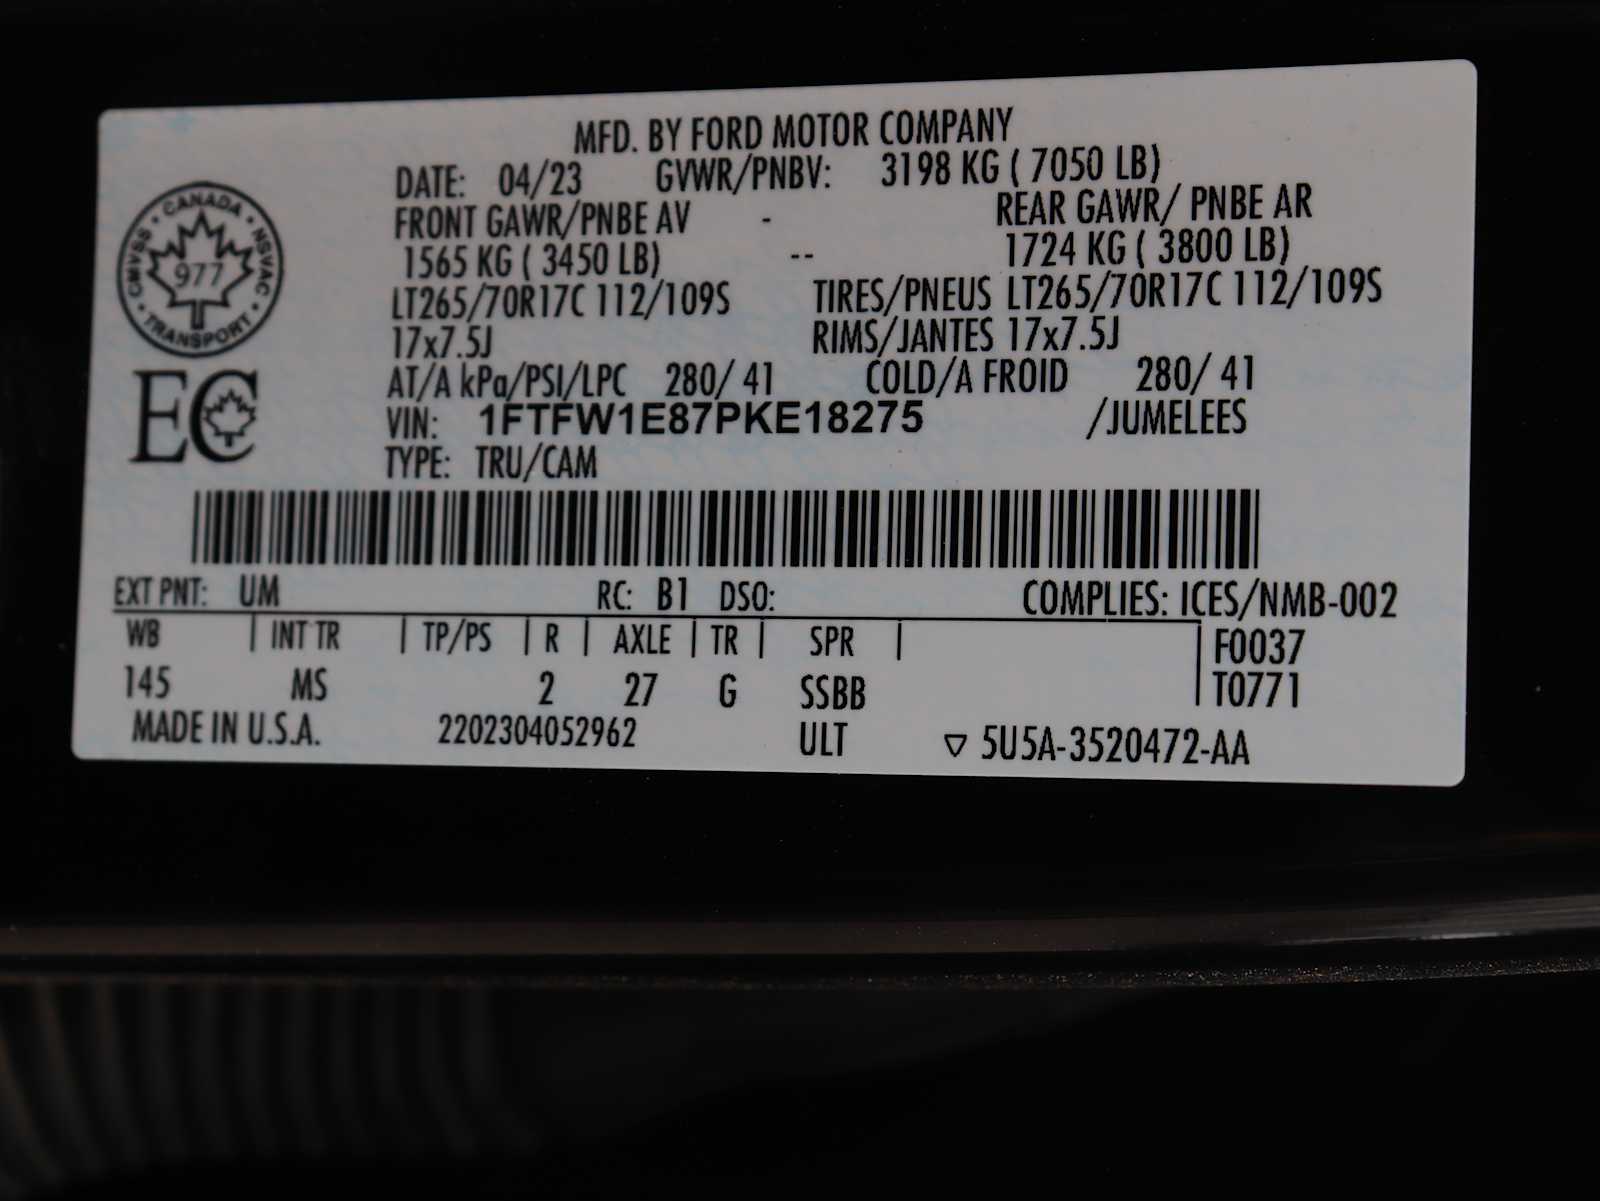 MFD. BY FORD MOTOR COMPANY
DATE: 04/23 GVWR/PNBV: 3198 KG ( 7050 LB)
FRONT GAWR/PNBE AV - REAR GAWR/ PNBE AR
1565 KG ( 3450 LB) -- 1724 KG ( 3800 LB)
LT265/70R17C 112/109S TIRES/PNEUS LT265/70R17C 112/109S
17x7.5J RIMS/JANTES 17x7.5J
AT/A kPa/PSI/LPC 280/ 41 COLD/A FROID 280/ 41
VIN: 1FTFW1E87PKE18275 /JUMELEES
TYPE: TRU/CAM
CANADA · NSVAC · TRANSPORT · CMVSS ·
977
EC
EXT PNT: UM RC: B1 DSO: COMPLIES: ICES/NMB-002
WB | INT TR | TP/PS | R | AXLE | TR | SPR | F0037
145 MS 2 27 G SSBB T0771
MADE IN U.S.A. 2202304052962 ULT ▽ 5U5A-3520472-AA